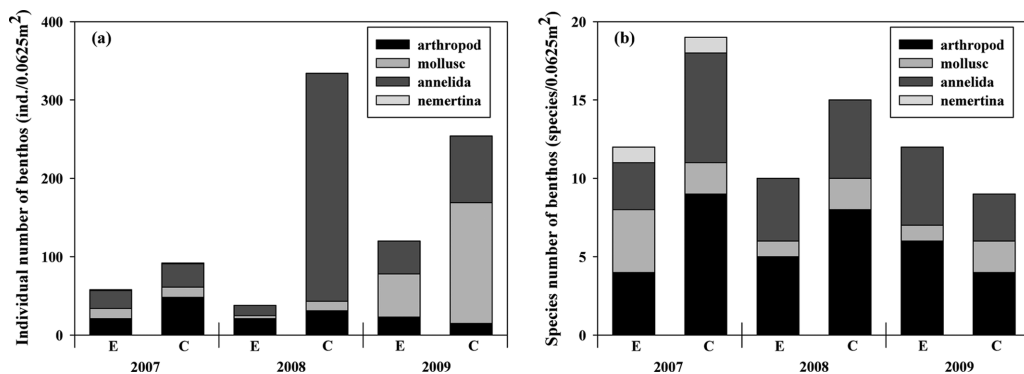 (a)
Individual number of benthos (ind./0.0625m²)
400
300
200
100
0
arthropod
mollusc
annelida
nemertina
E C E C E C
2007 2008 2009
(b)
Species number of benthos (species/0.0625m²)
20
15
10
5
0
arthropod
mollusc
annelida
nemertina
E C E C E C
2007 2008 2009